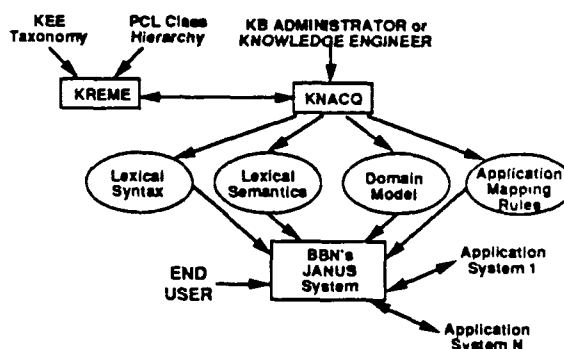 KEE
Taxonomy
PCL Class
Hierarchy
KB ADMINISTRATOR or
KNOWLEDGE ENGINEER
KREME
KNACQ
Lexical
Syntax
Lexical
Semantics
Domain
Model
Application
Mapping
Rules
BBN's
JANUS
System
END
USER
Application
System 1
Application
System N